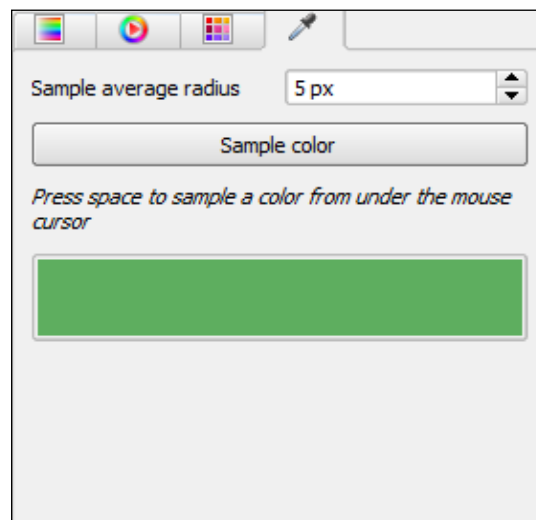 Sample average radius 5 px
Sample color
Press space to sample a color from under the mouse
cursor